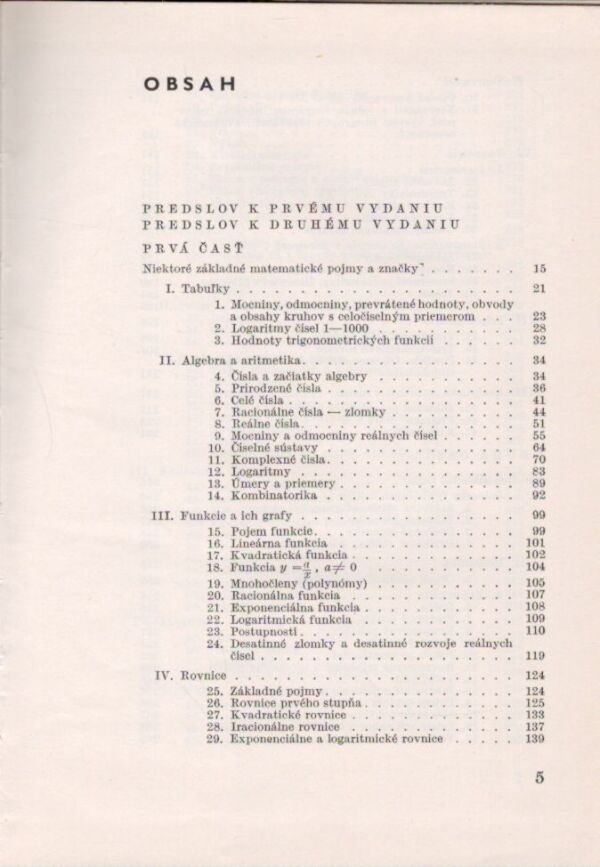 OBSAH
PREDSLOV K PRVÉMU VYDANIU
PREDSLOV K DRUHÉMU VYDANIU
PRVÁ ČASŤ
Niektoré základné matematické pojmy a značky . . . . . . . 15
I. Tabuľky . . . . . . . . . . . . . . . . . . . . 21
1. Mocniny, odmocniny, prevrátené hodnoty, obvody
a obsahy kruhov s celočíselným priemerom . . . 23
2. Logaritmy čísel 1—1000 . . . . . . . . . . 28
3. Hodnoty trigonometrických funkcií . . . . . . 32
II. Algebra a aritmetika . . . . . . . . . . . . . . . . 34
4. Čísla a začiatky algebry . . . . . . . . . . 34
5. Prirodzené čísla . . . . . . . . . . . . . . 36
6. Celé čísla . . . . . . . . . . . . . . . . . 41
7. Racionálne čísla — zlomky . . . . . . . . . 44
8. Reálne čísla . . . . . . . . . . . . . . . . 51
9. Mocniny a odmocniny reálnych čísel . . . . . . 55
10. Číselné sústavy . . . . . . . . . . . . . . 64
11. Komplexné čísla . . . . . . . . . . . . . . 70
12. Logaritmy . . . . . . . . . . . . . . . . . 83
13. Úmery a priemery . . . . . . . . . . . . . . 89
14. Kombinatorika . . . . . . . . . . . . . . . 92
III. Funkcie a ich grafy . . . . . . . . . . . . . . . . 99
15. Pojem funkcie . . . . . . . . . . . . . . . 99
16. Lineárna funkcia . . . . . . . . . . . . . . 101
17. Kvadratická funkcia . . . . . . . . . . . . . 102
18. Funkcia y = a/x , a ≠ 0 . . . . . . . . . . . 104
19. Mnohočleny (polynómy) . . . . . . . . . . . 105
20. Racionálna funkcia . . . . . . . . . . . . . 107
21. Exponenciálna funkcia . . . . . . . . . . . . 108
22. Logaritmická funkcia . . . . . . . . . . . . 109
23. Postupnosti . . . . . . . . . . . . . . . . 110
24. Desatinné zlomky a desatinné rozvoje reálnych
čísel . . . . . . . . . . . . . . . . . . . 119
IV. Rovnice . . . . . . . . . . . . . . . . . . . . 124
25. Základné pojmy . . . . . . . . . . . . . . . 124
26. Rovnice prvého stupňa . . . . . . . . . . . . 125
27. Kvadratické rovnice . . . . . . . . . . . . . 133
28. Iracionálne rovnice . . . . . . . . . . . . . 137
29. Exponenciálne a logaritmické rovnice . . . . . 139
5